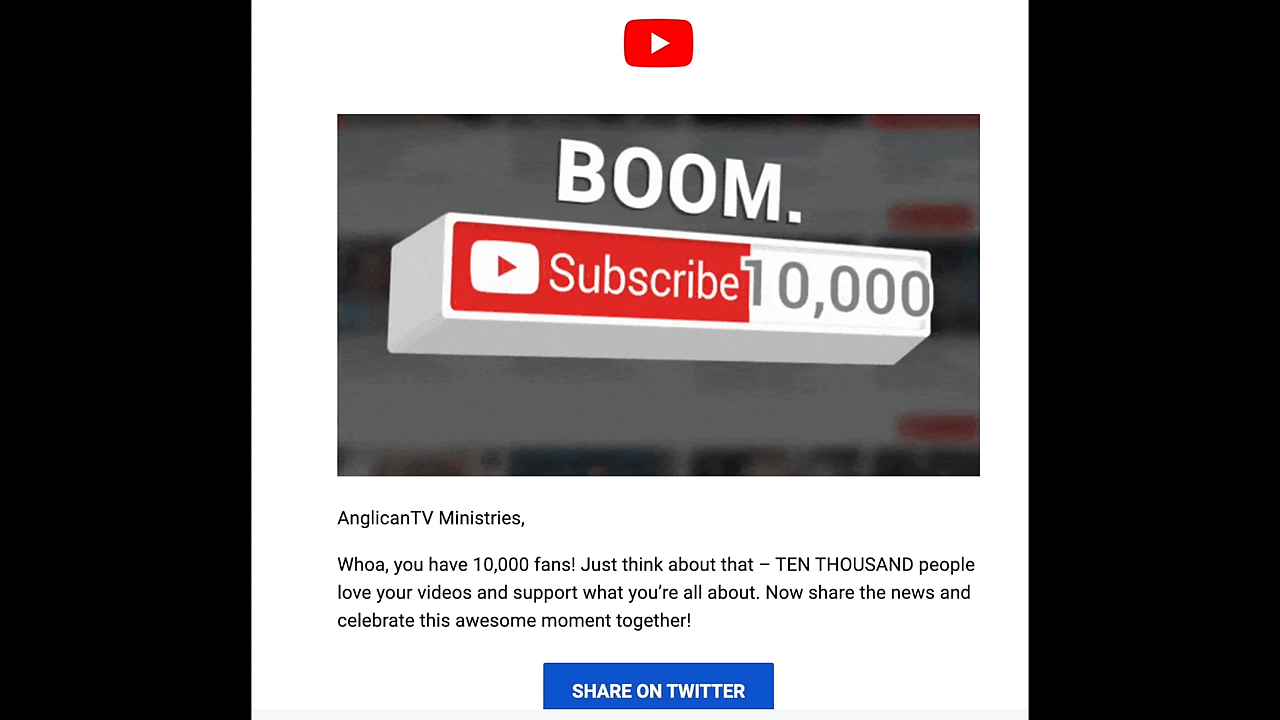 BOOM.
Subscribe 10,000
AnglicanTV Ministries,
Whoa, you have 10,000 fans! Just think about that – TEN THOUSAND people
love your videos and support what you’re all about. Now share the news and
celebrate this awesome moment together!
SHARE ON TWITTER